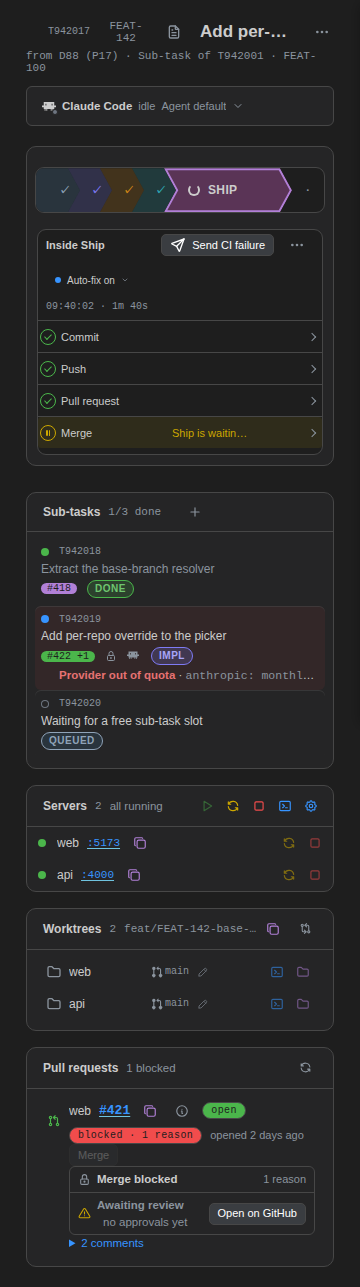 T942017 FEAT-142 Add per-…
from D88 (P17) · Sub-task of T942001 · FEAT-100
Claude Code idle Agent default
SHIP
Inside Ship Send CI failure
Auto-fix on
09:40:02 · 1m 40s
Commit
Push
Pull request
Merge Ship is waitin…
Sub-tasks 1/3 done
T942018
Extract the base-branch resolver
#418 DONE
T942019
Add per-repo override to the picker
#422 +1 IMPL
Provider out of quota · anthropic: monthl…
T942020
Waiting for a free sub-task slot
QUEUED
Servers 2 all running
web :5173
api :4000
Worktrees 2 feat/FEAT-142-base-…
web main
api main
Pull requests 1 blocked
web #421 open
blocked · 1 reason opened 2 days ago
Merge
Merge blocked 1 reason
Awaiting review
no approvals yet
Open on GitHub
2 comments